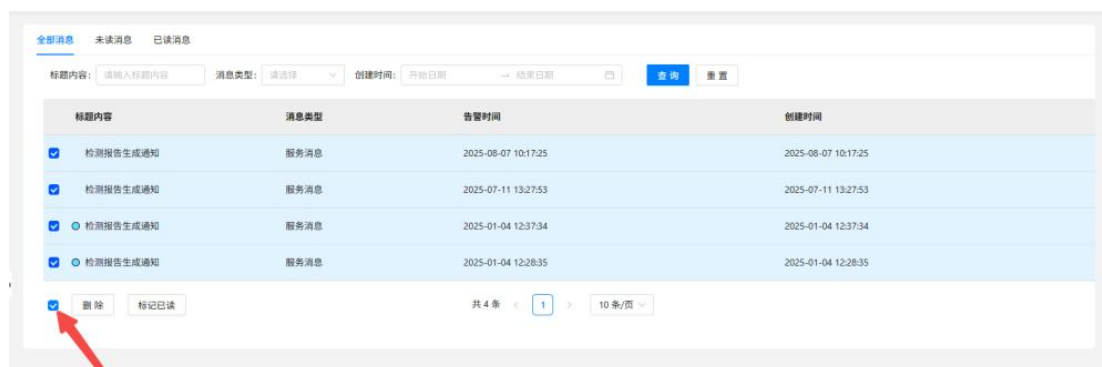 全部消息 未读消息 已读消息
标题内容: 请输入标题内容 消息类型: 请选择 创建时间: 开始日期 → 结束日期 查 询 重 置
标题内容 消息类型 告警时间 创建时间
检测报告生成通知 服务消息 2025-08-07 10:17:25 2025-08-07 10:17:25
检测报告生成通知 服务消息 2025-07-11 13:27:53 2025-07-11 13:27:53
检测报告生成通知 服务消息 2025-01-04 12:37:34 2025-01-04 12:37:34
检测报告生成通知 服务消息 2025-01-04 12:28:35 2025-01-04 12:28:35
删 除 标记已读 共 4 条 < 1 > 10 条/页